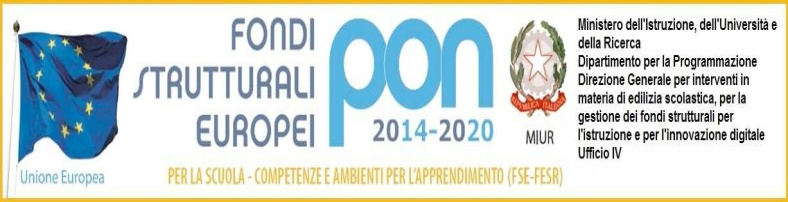 FONDI
STRUTTURALI
EUROPEI
pon
2014-2020
Unione Europea
PER LA SCUOLA - COMPETENZE E AMBIENTI PER L'APPRENDIMENTO (FSE-FESR)
REPUBBLICA ITALIANA
MIUR
Ministero dell'Istruzione, dell'Università e
della Ricerca
Dipartimento per la Programmazione
Direzione Generale per interventi in
materia di edilizia scolastica, per la
gestione dei fondi strutturali per
l'istruzione e per l'innovazione digitale
Ufficio IV